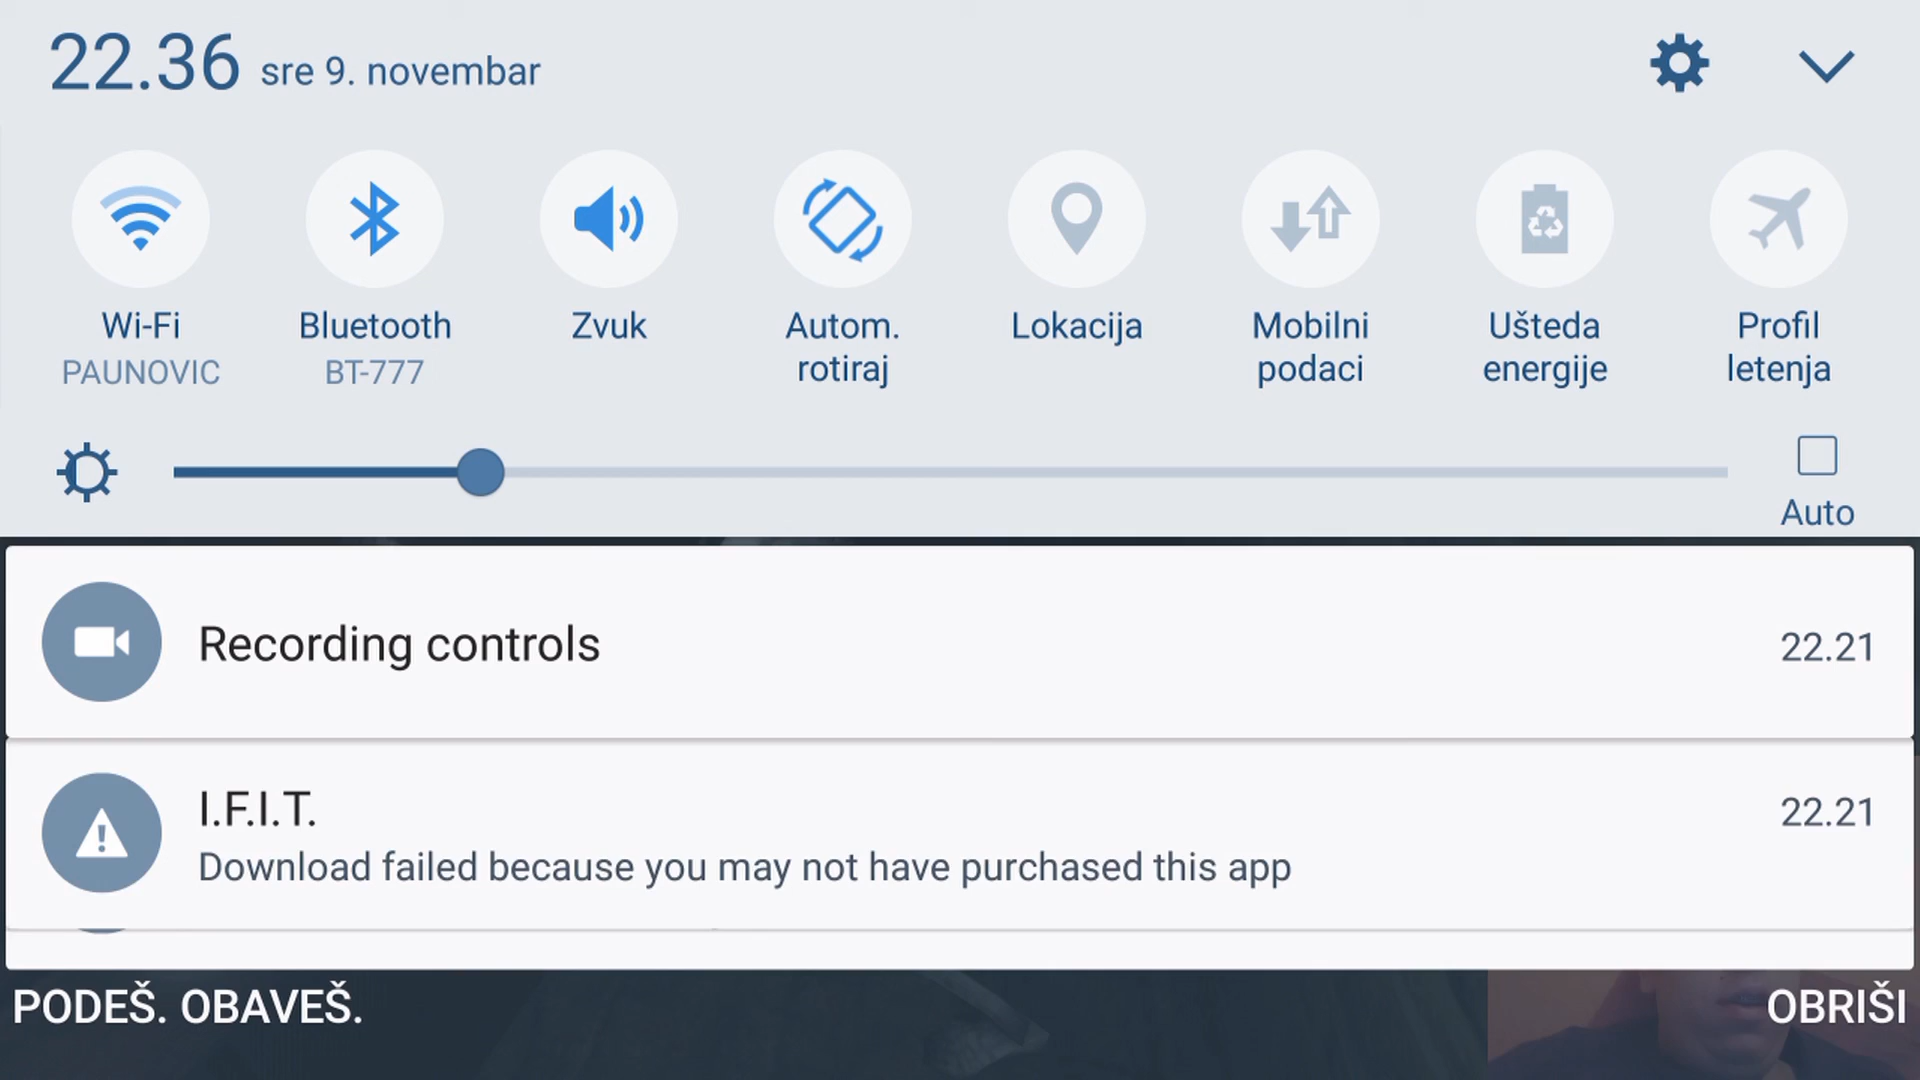 22.36 sre 9. novembar
Wi-Fi
PAUNOVIC
Bluetooth
BT-777
Zvuk
Autom.
rotiraj
Lokacija
Mobilni
podaci
Ušteda
energije
Profil
letenja
Auto
Recording controls 22.21
I.F.I.T. 22.21
Download failed because you may not have purchased this app
PODEŠ. OBAVEŠ. OBRIŠI